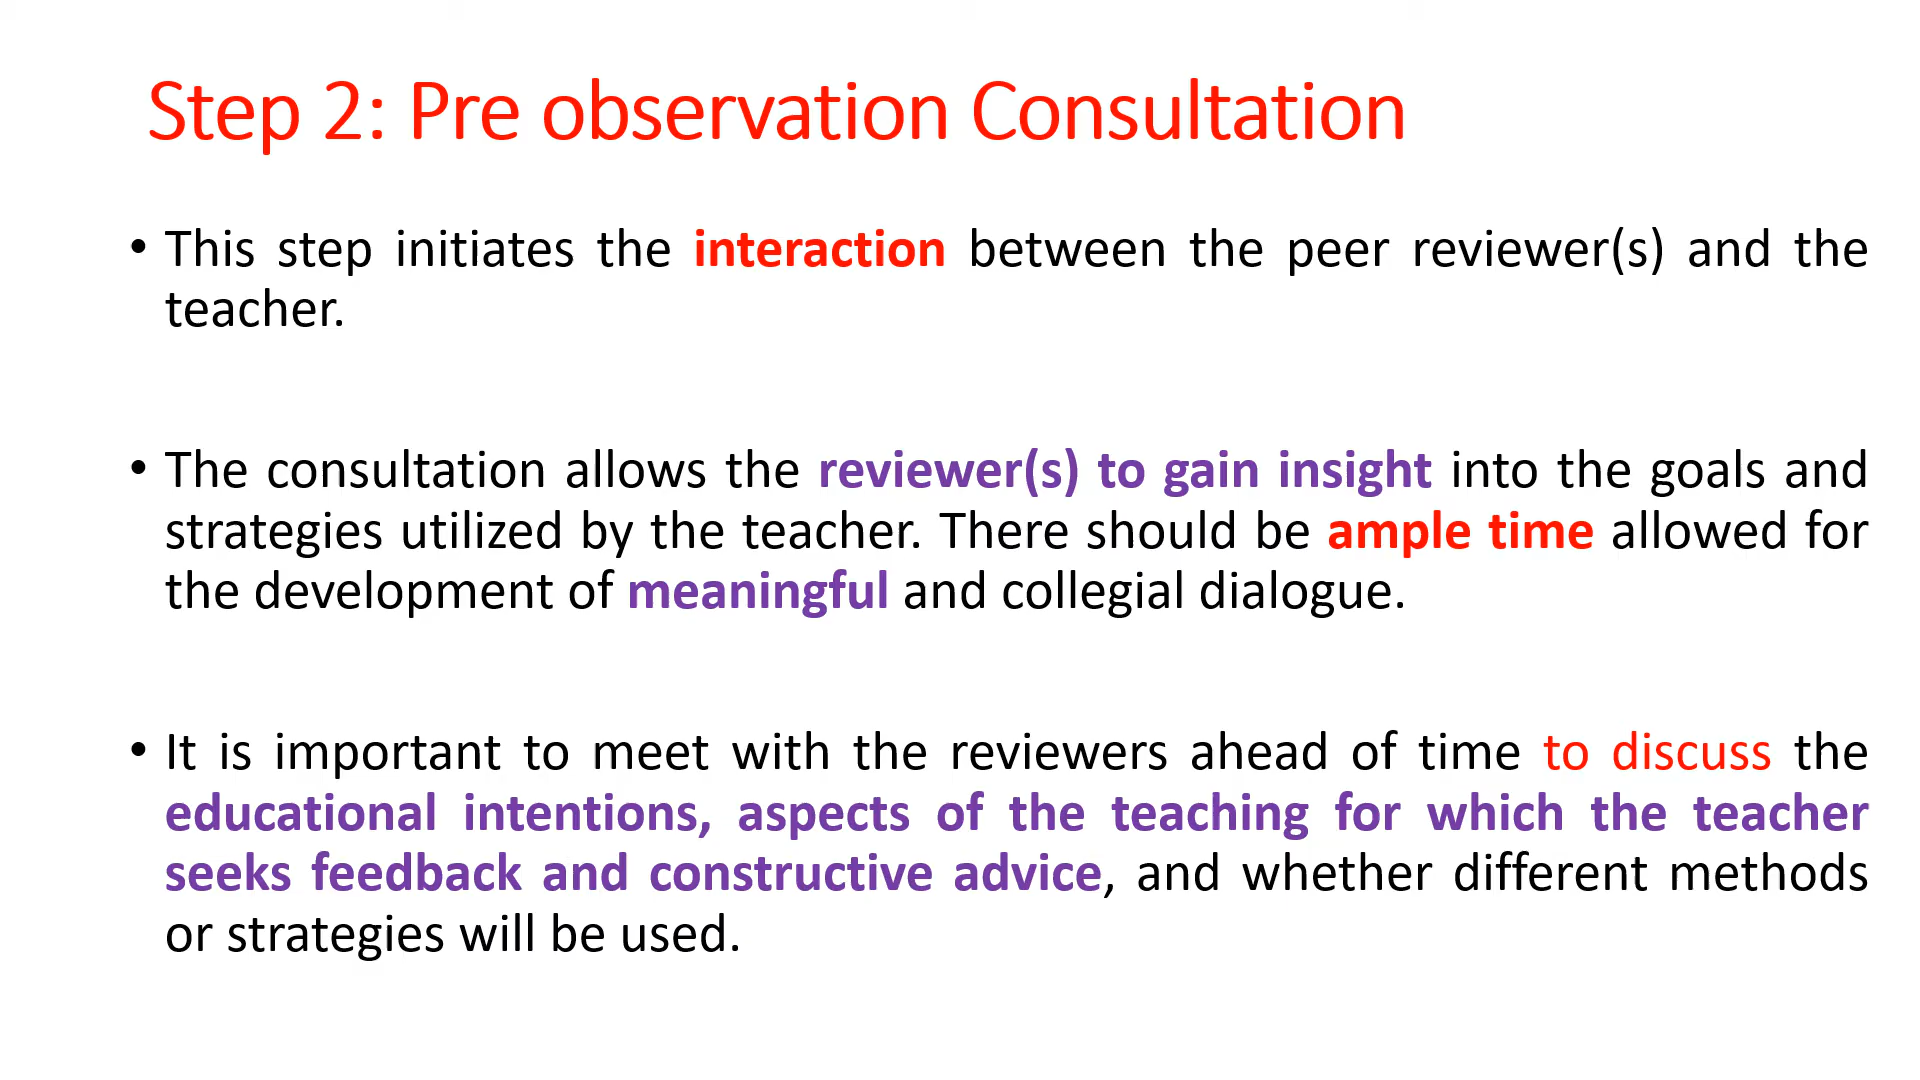 Step 2: Pre observation Consultation
• This step initiates the interaction between the peer reviewer(s) and the
teacher.
• The consultation allows the reviewer(s) to gain insight into the goals and
strategies utilized by the teacher. There should be ample time allowed for
the development of meaningful and collegial dialogue.
• It is important to meet with the reviewers ahead of time to discuss the
educational intentions, aspects of the teaching for which the teacher
seeks feedback and constructive advice, and whether different methods
or strategies will be used.